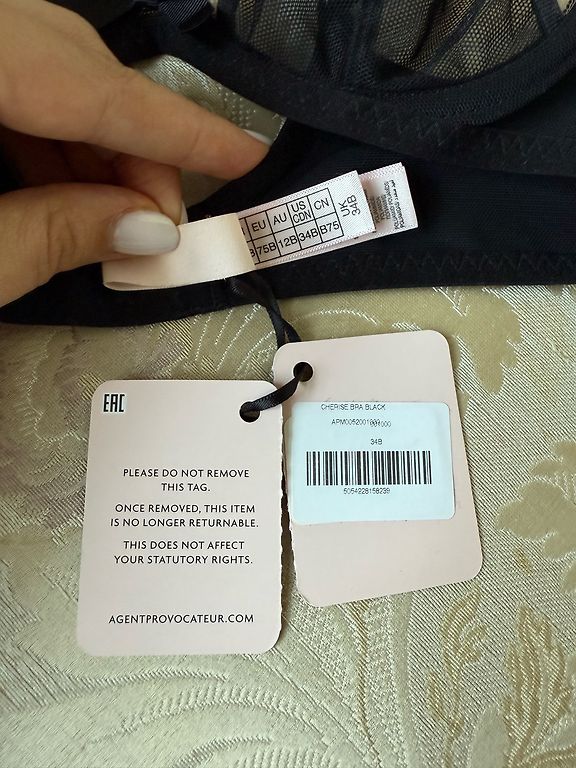 EU AU US CDN CN
75B 12B 34B B75
UK
34B
EAC
PLEASE DO NOT REMOVE
THIS TAG.
ONCE REMOVED, THIS ITEM
IS NO LONGER RETURNABLE.
THIS DOES NOT AFFECT
YOUR STATUTORY RIGHTS.
AGENTPROVOCATEUR.COM
CHERISE BRA BLACK
34B
5054228158239